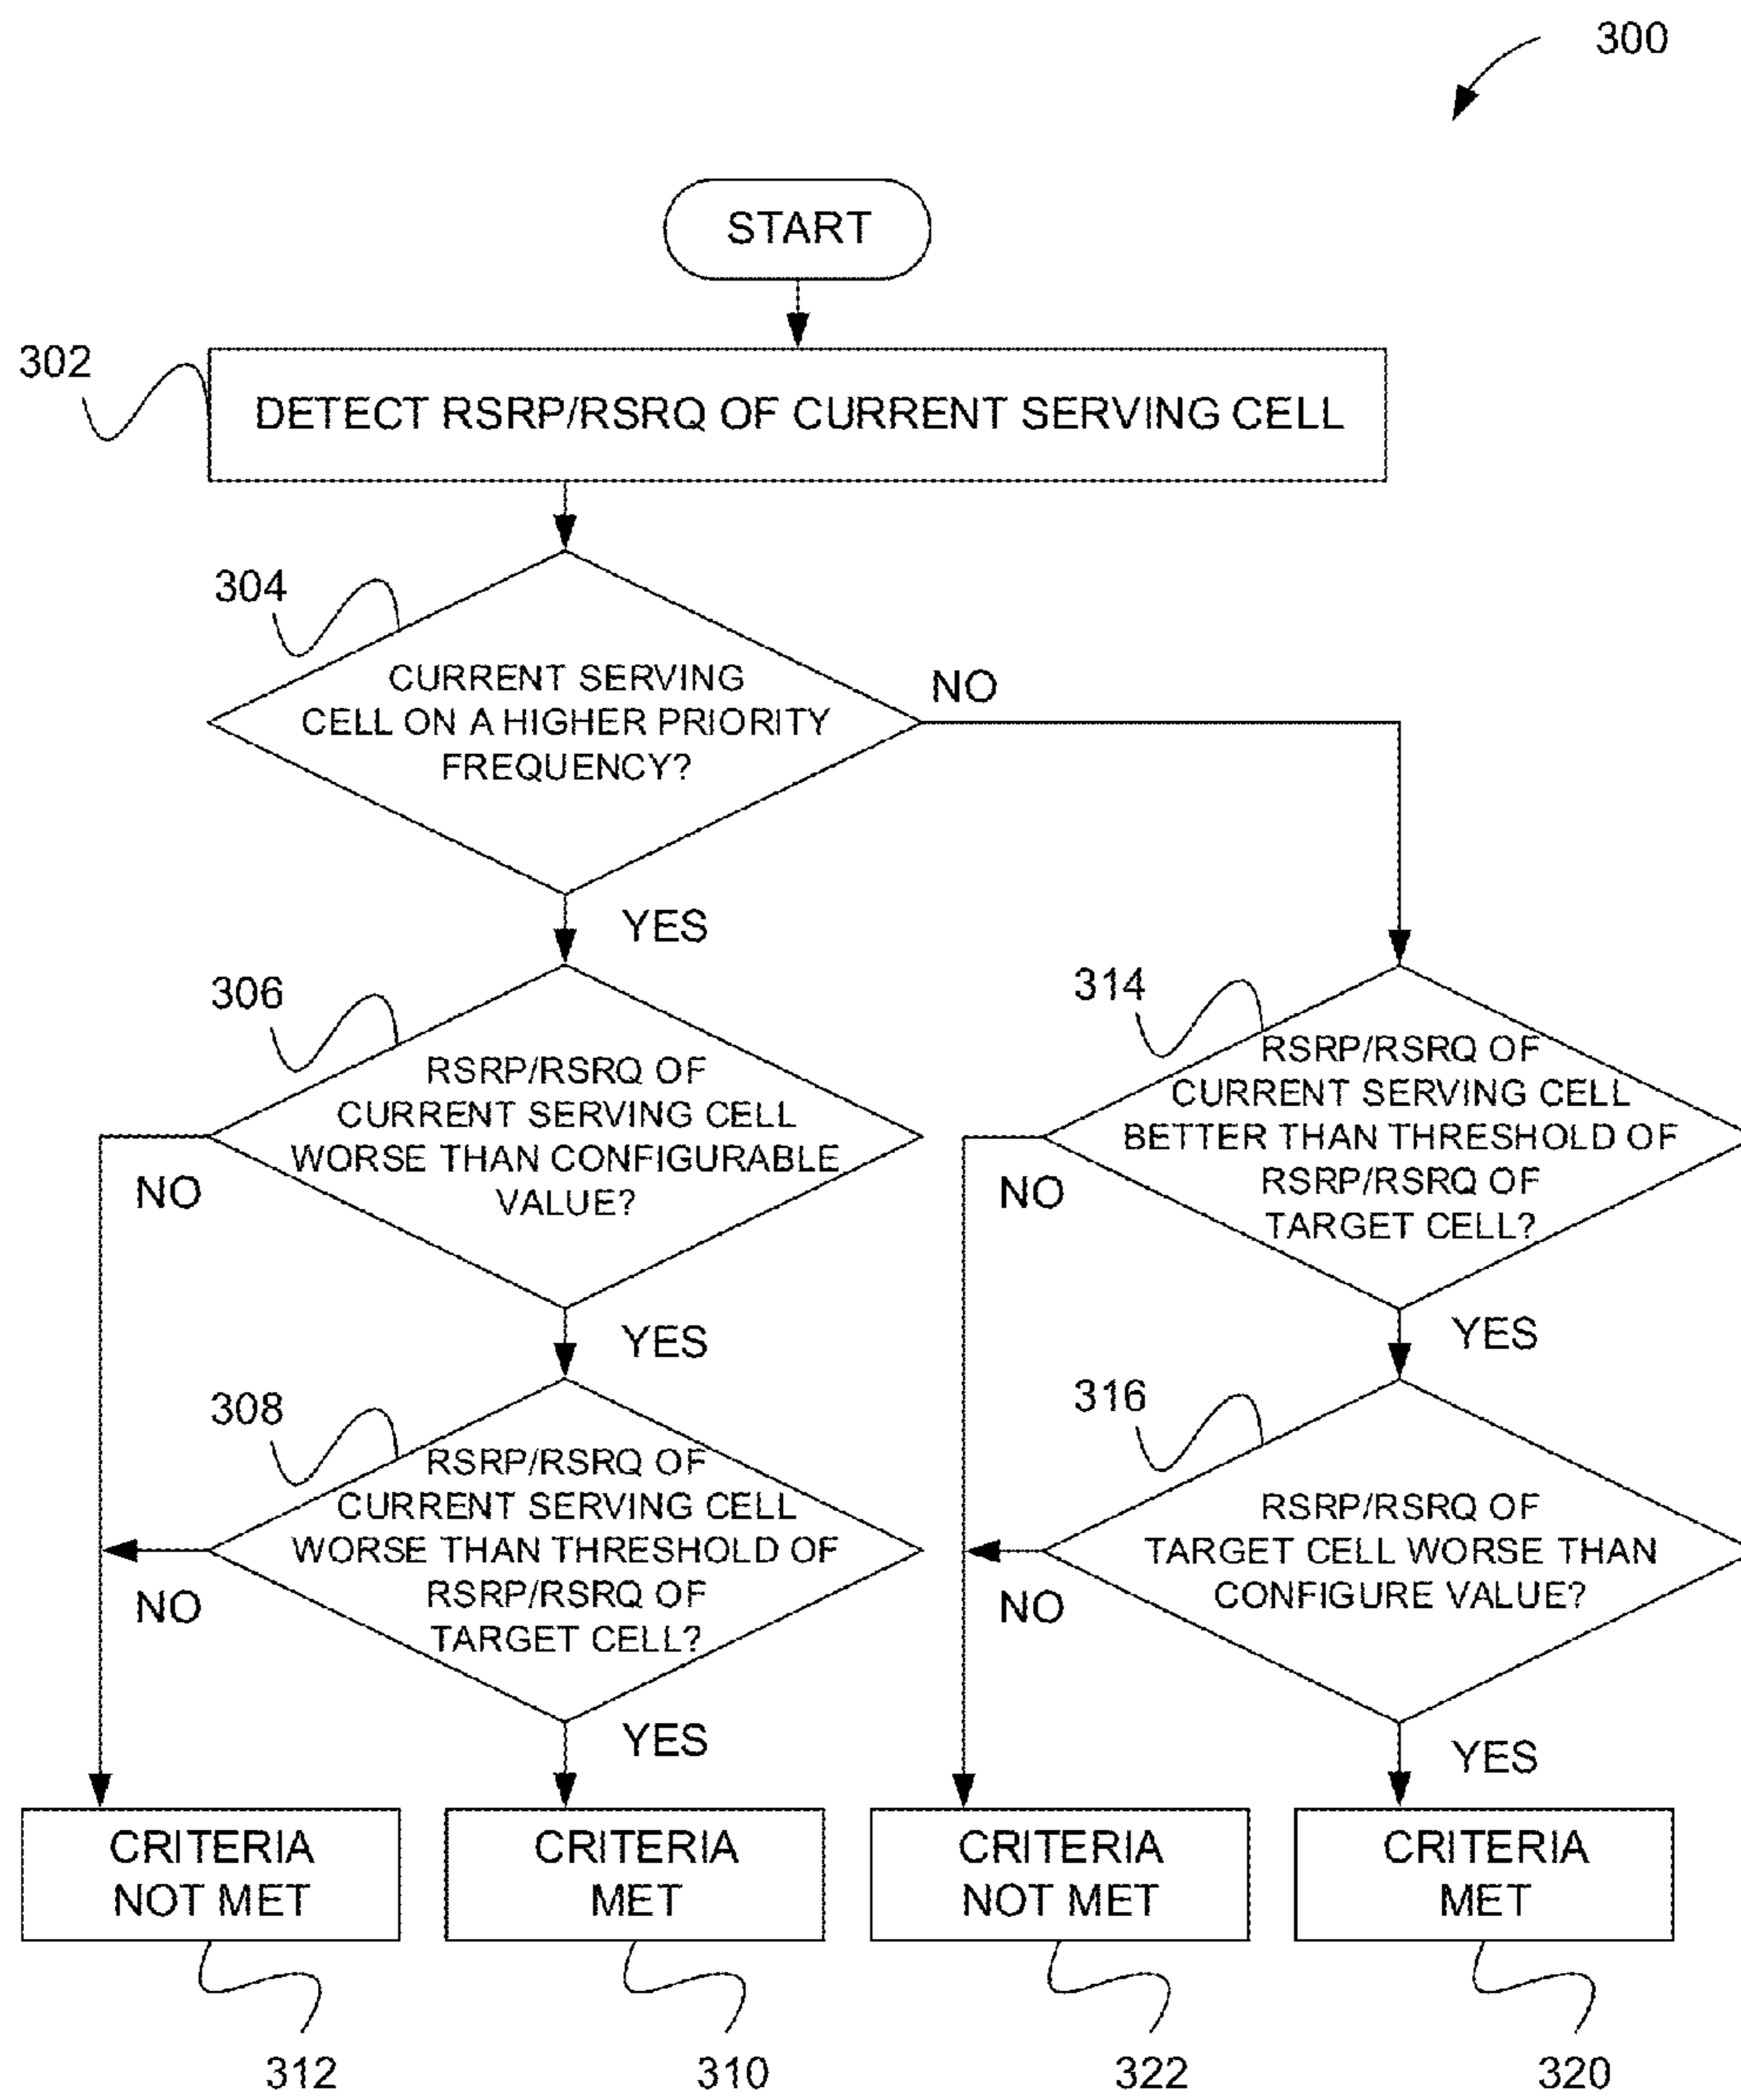 300
START
302
DETECT RSRP/RSRQ OF CURRENT SERVING CELL
304
CURRENT SERVING
CELL ON A HIGHER PRIORITY
FREQUENCY?
NO
YES
306
RSRP/RSRQ OF
CURRENT SERVING CELL
WORSE THAN CONFIGURABLE
VALUE?
NO
YES
314
RSRP/RSRQ OF
CURRENT SERVING CELL
BETTER THAN THRESHOLD OF
RSRP/RSRQ OF
TARGET CELL?
NO
YES
308
RSRP/RSRQ OF
CURRENT SERVING CELL
WORSE THAN THRESHOLD OF
RSRP/RSRQ OF
TARGET CELL?
NO
YES
316
RSRP/RSRQ OF
TARGET CELL WORSE THAN
CONFIGURE VALUE?
NO
YES
CRITERIA
NOT MET
CRITERIA
MET
CRITERIA
NOT MET
CRITERIA
MET
312
310
322
320